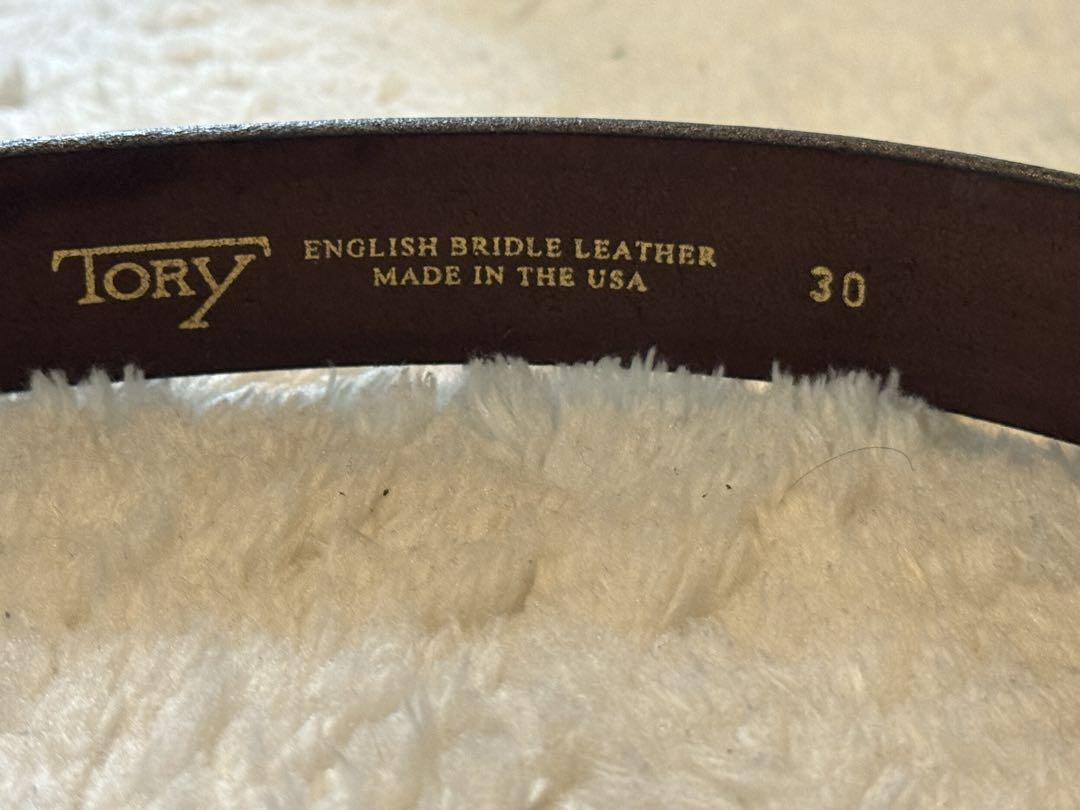 TORY
ENGLISH BRIDLE LEATHER
MADE IN THE USA
30